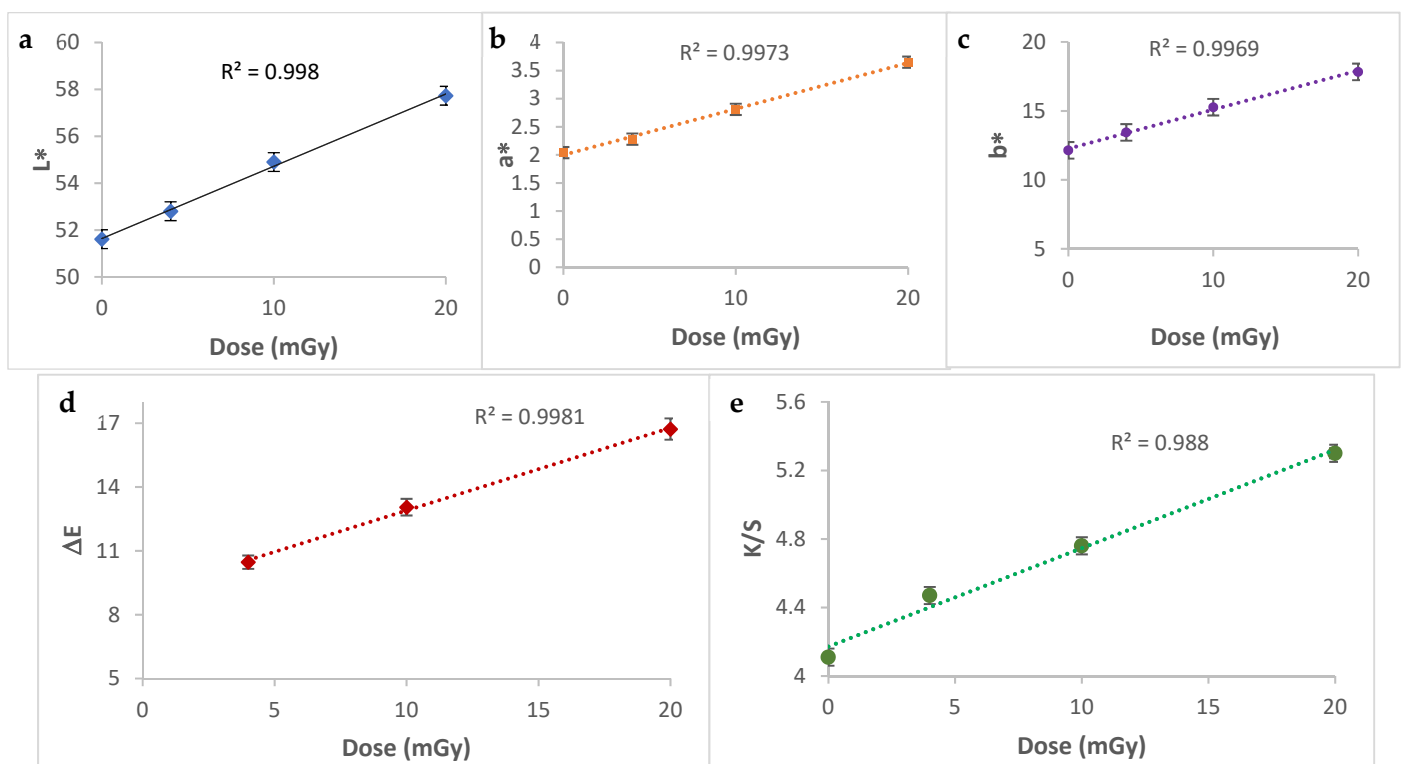 a
R² = 0.998
L*
60
58
56
54
52
50
0
10
20
Dose (mGy)
b
R² = 0.9973
a*
4
3.5
3
2.5
2
1.5
1
0.5
0
0
10
20
Dose (mGy)
c
R² = 0.9969
b*
20
15
10
5
0
10
20
Dose (mGy)
d
R² = 0.9981
ΔE
17
14
11
8
5
0
5
10
15
20
Dose (mGy)
e
R² = 0.988
K/S
5.6
5.2
4.8
4.4
4
0
5
10
15
20
Dose (mGy)